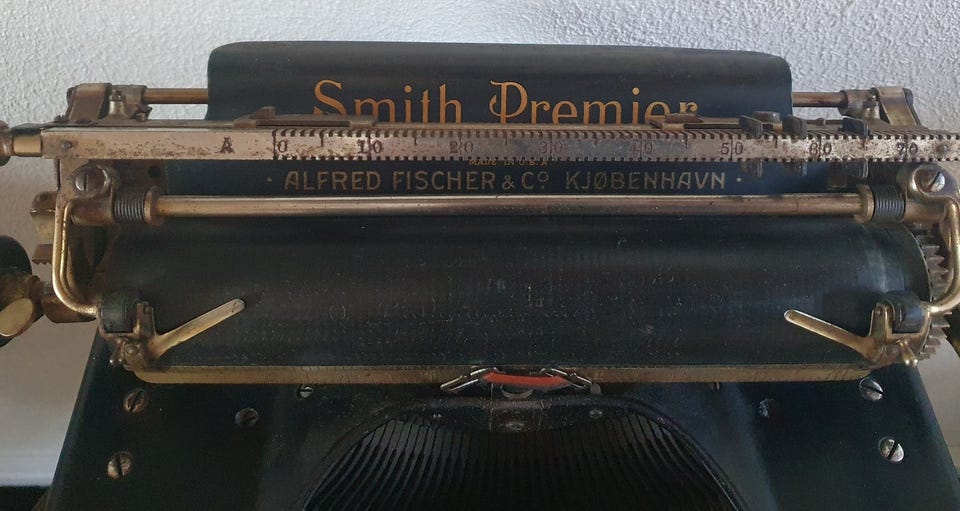 Smith Premier
A 0 10 20 30 40 50 60 70
MADE IN U.S.A
· ALFRED FISCHER & Cº KJØBENHAVN ·